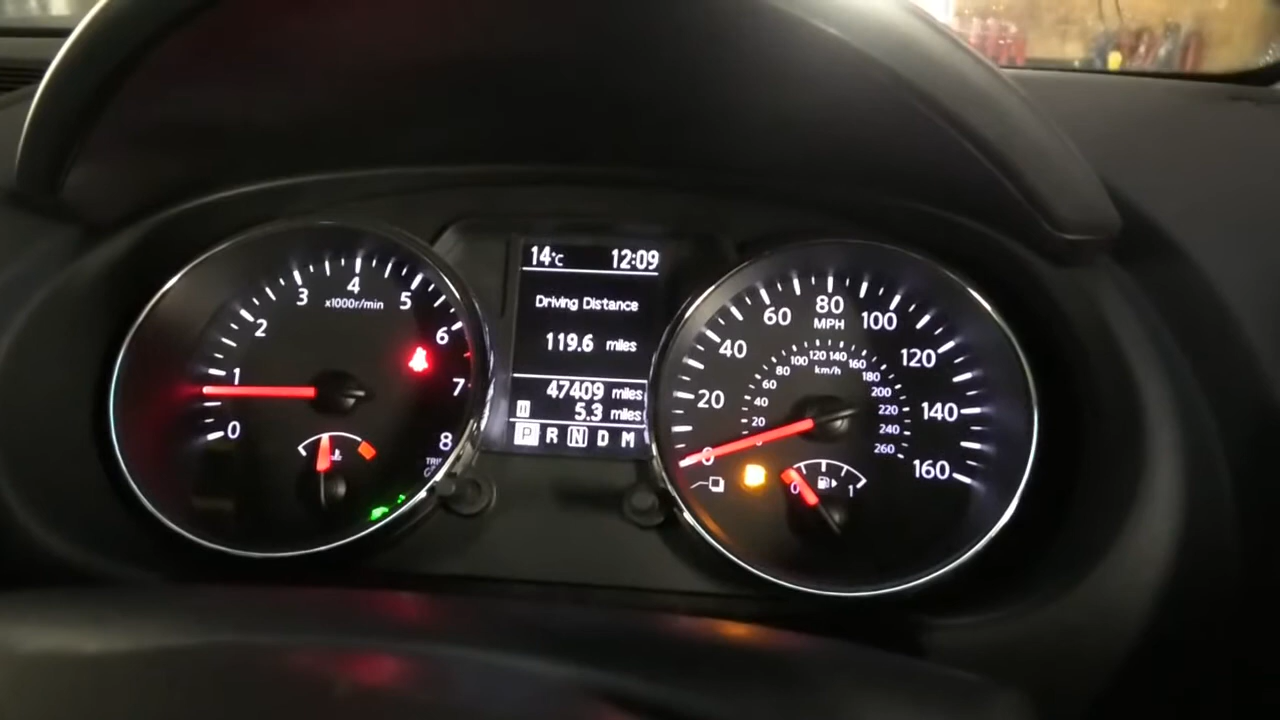 14°C 12:09
Driving Distance
119.6 miles
47409 miles
5.3 miles
P R N D M
0 1 2 3 4 5 6 7 8
x1000r/min
0 20 40 60 80 100 120 140 160
MPH
20 40 60 80 100 120 140 160 180 200 220 240 260
km/h
0 1